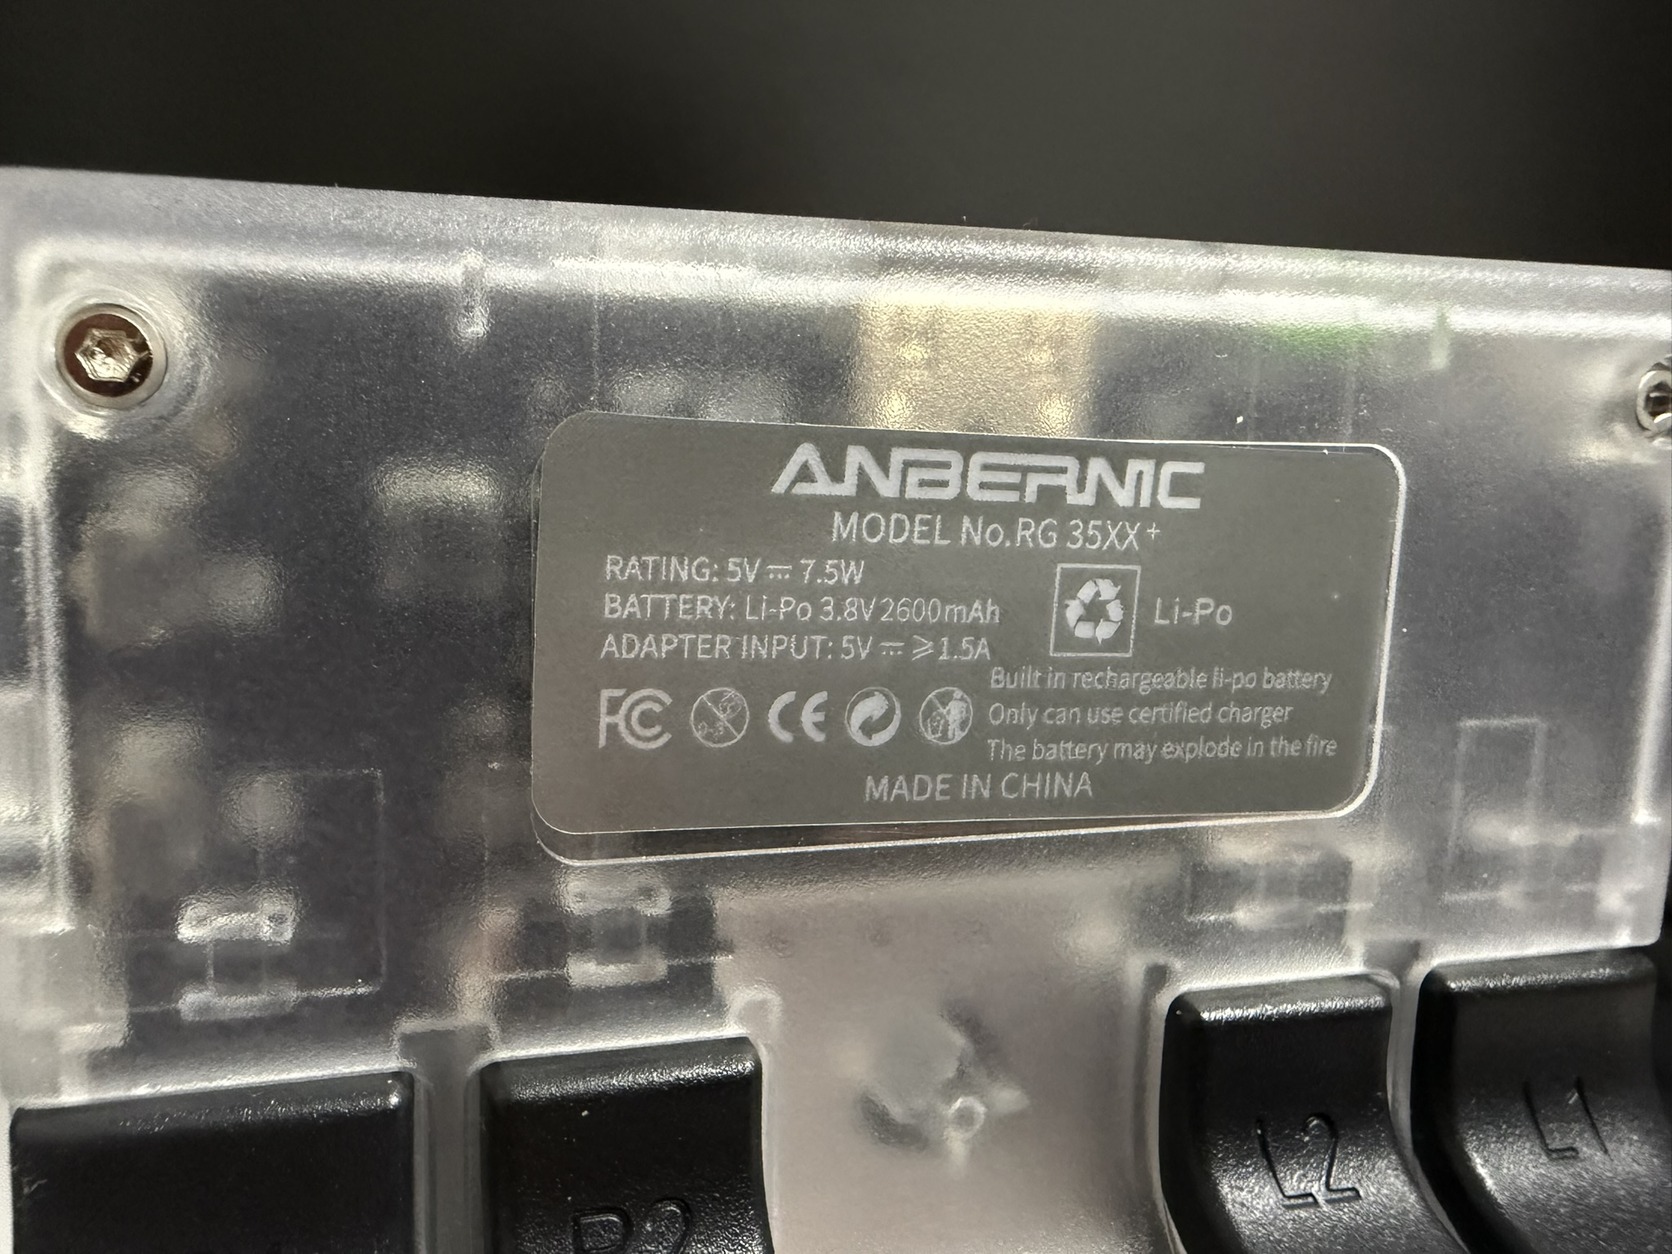 ANBERNIC
MODEL No.RG 35XX+
RATING: 5V⎓7.5W
BATTERY: Li-Po 3.8V 2600mAh
Li-Po
ADAPTER INPUT: 5V⎓⩾1.5A
Built in rechargeable li-po battery
FC CE
Only can use certified charger
The battery may explode in the fire
MADE IN CHINA
R2
L2
L1